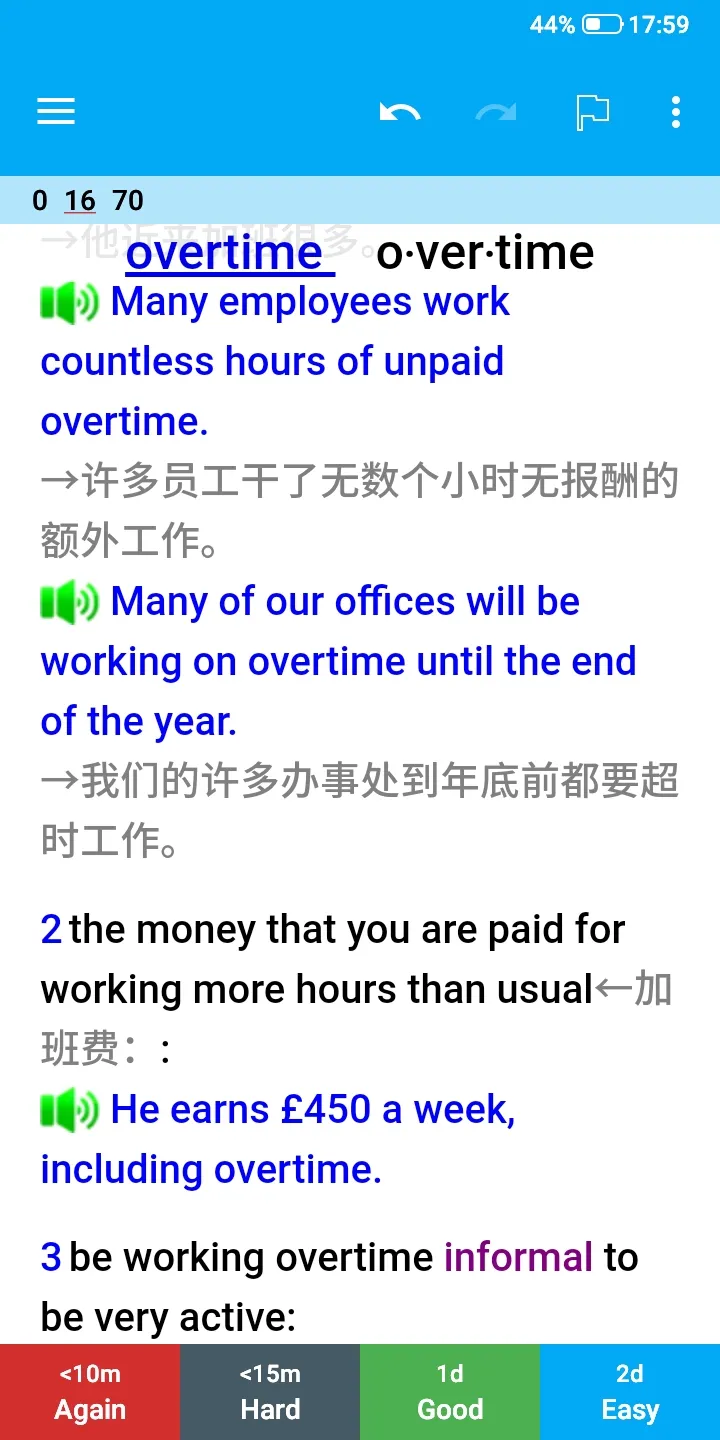 44% 17:59
0 16 70
→他近来加班很多。
overtime o·ver·time
Many employees work
countless hours of unpaid
overtime.
→许多员工干了无数个小时无报酬的
额外工作。
Many of our offices will be
working on overtime until the end
of the year.
→我们的许多办事处到年底前都要超
时工作。
2 the money that you are paid for
working more hours than usual←加
班费：:
He earns £450 a week,
including overtime.
3 be working overtime informal to
be very active:
<10m <15m 1d 2d
Again Hard Good Easy